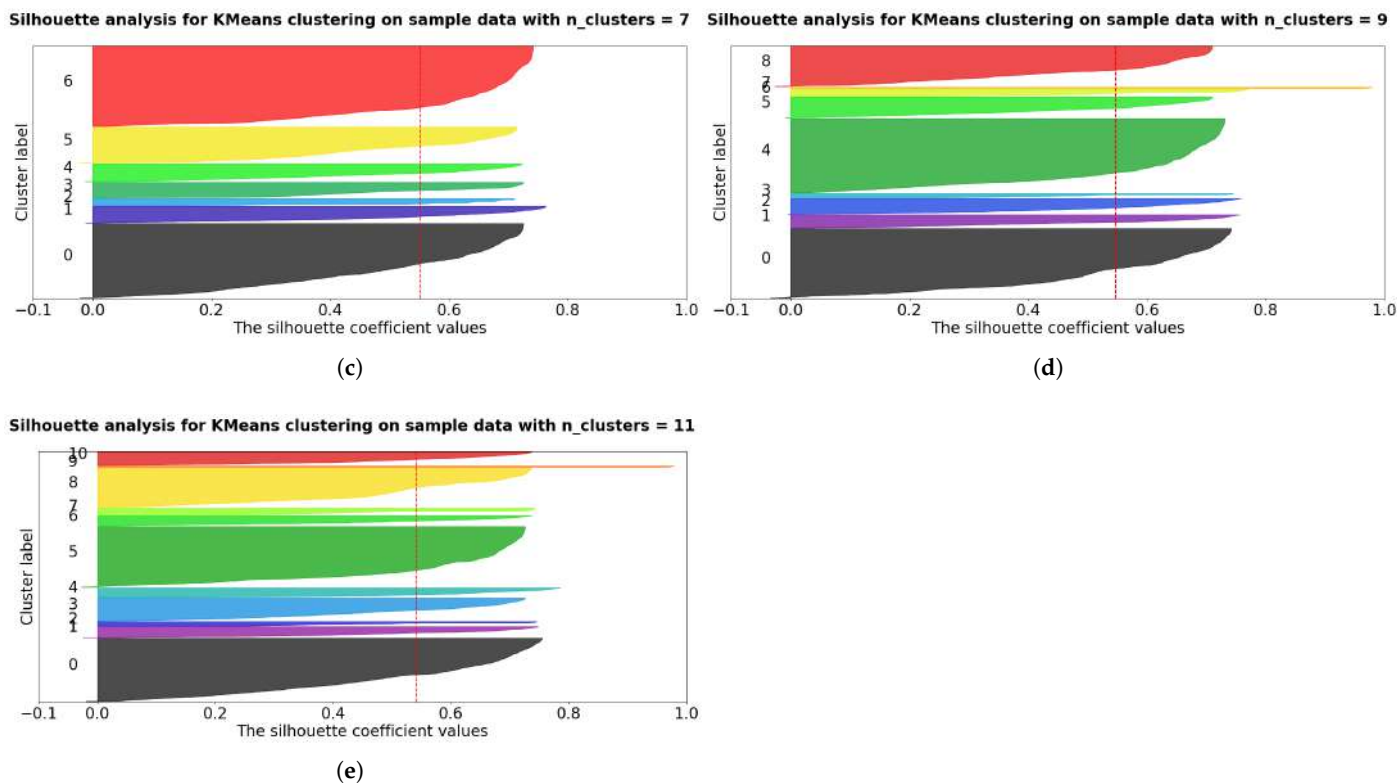 Silhouette analysis for KMeans clustering on sample data with n_clusters = 7
6
5
4
3
2
1
0
Cluster label
−0.1 0.0 0.2 0.4 0.6 0.8 1.0
The silhouette coefficient values
(c)
Silhouette analysis for KMeans clustering on sample data with n_clusters = 9
8
7
6
5
4
3
2
1
0
Cluster label
−0.1 0.0 0.2 0.4 0.6 0.8 1.0
The silhouette coefficient values
(d)
Silhouette analysis for KMeans clustering on sample data with n_clusters = 11
10
9
8
7
6
5
4
3
2
1
0
Cluster label
−0.1 0.0 0.2 0.4 0.6 0.8 1.0
The silhouette coefficient values
(e)